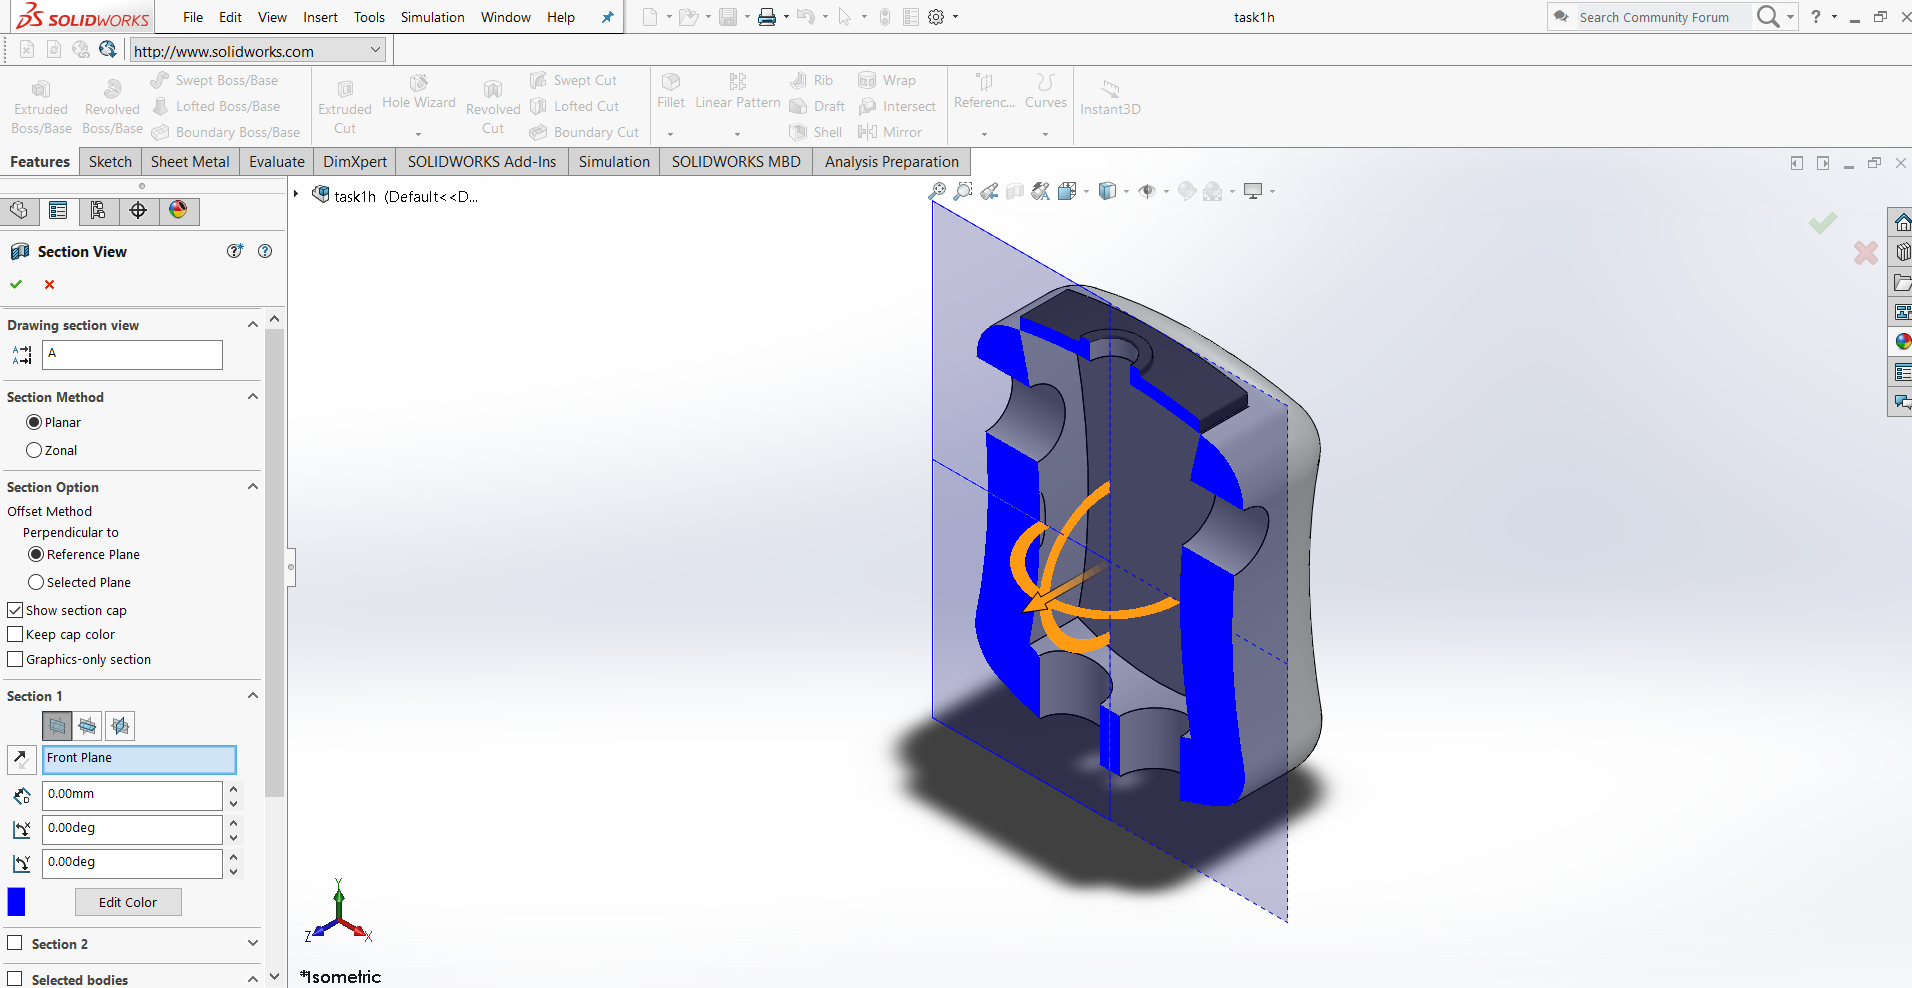 SOLIDWORKS
File Edit View Insert Tools Simulation Window Help
task1h
Search Community Forum
?
http://www.solidworks.com
Extruded Boss/Base
Revolved Boss/Base
Swept Boss/Base
Lofted Boss/Base
Boundary Boss/Base
Extruded Cut
Hole Wizard
Revolved Cut
Swept Cut
Lofted Cut
Boundary Cut
Fillet
Linear Pattern
Rib
Draft
Shell
Wrap
Intersect
Mirror
Referenc...
Curves
Instant3D
Features Sketch Sheet Metal Evaluate DimXpert SOLIDWORKS Add-Ins Simulation SOLIDWORKS MBD Analysis Preparation
task1h (Default<<D...
Section View
Drawing section view
A
Section Method
Planar
Zonal
Section Option
Offset Method
Perpendicular to
Reference Plane
Selected Plane
Show section cap
Keep cap color
Graphics-only section
Section 1
Front Plane
0.00mm
0.00deg
0.00deg
Edit Color
Section 2
Selected bodies
Y
Z
X
*Isometric